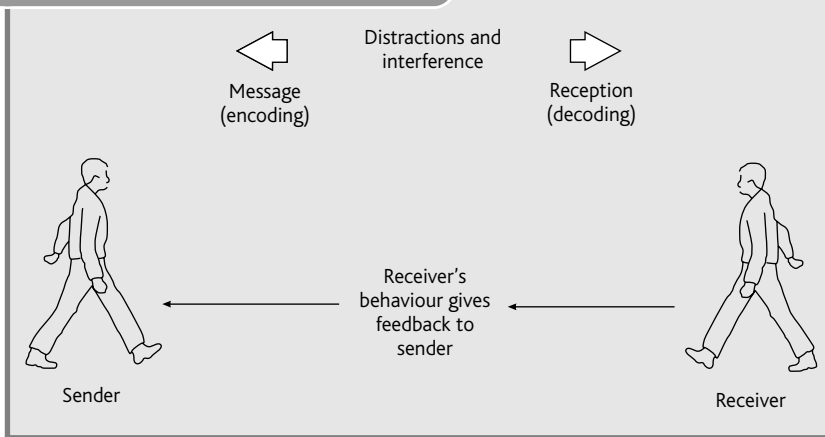 Distractions and
interference
Message
(encoding)
Reception
(decoding)
Receiver's
behaviour gives
feedback to
sender
Sender
Receiver